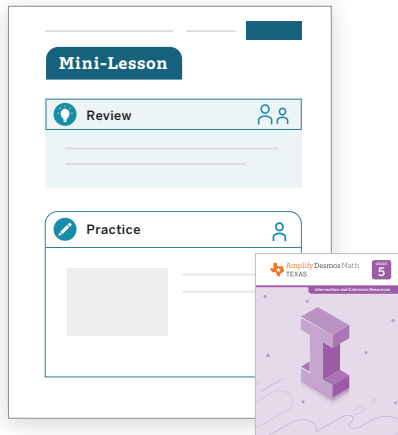 Mini-Lesson
Review
Practice
Amplify Desmos Math
TEXAS
GRADE
5
Intervention and Extension Resources